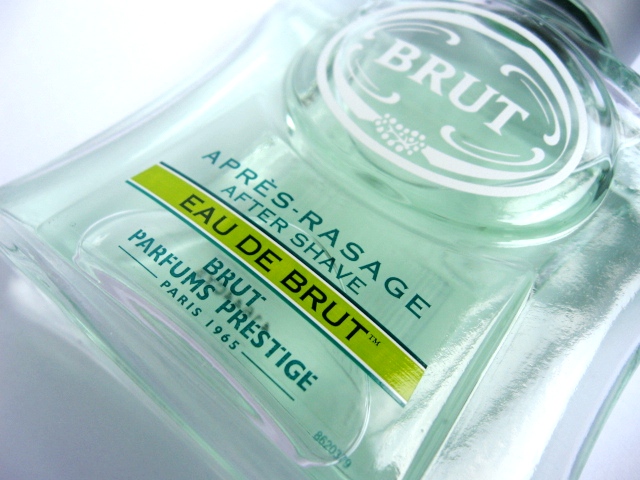 BRUT
APRÈS-RASAGE
AFTER SHAVE
EAU DE BRUT™
BRUT
PARFUMS PRESTIGE
PARIS 1965